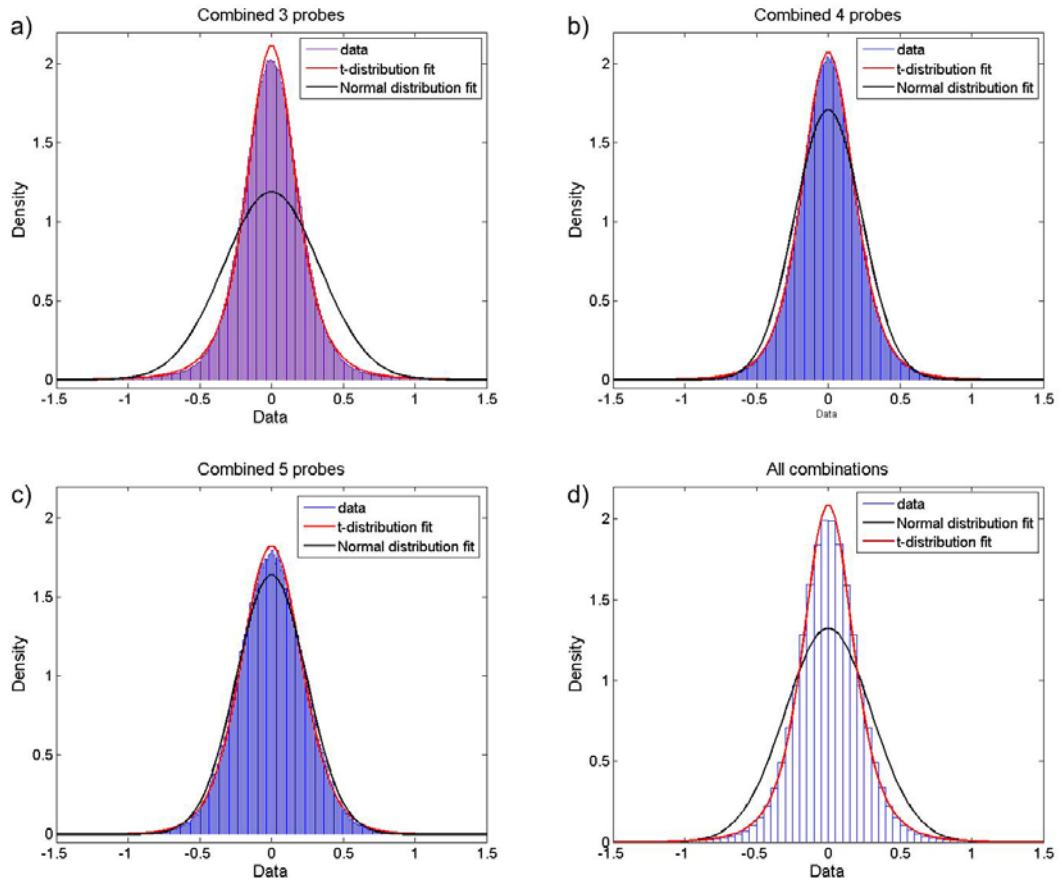 a)
Combined 3 probes
2
1.5
1
0.5
0
Density
-1.5 -1 -0.5 0 0.5 1 1.5
Data
data
t-distribution fit
Normal distribution fit
b)
Combined 4 probes
2
1.5
1
0.5
0
Density
-1.5 -1 -0.5 0 0.5 1 1.5
Data
data
t-distribution fit
Normal distribution fit
c)
Combined 5 probes
2
1.5
1
0.5
0
Density
-1.5 -1 -0.5 0 0.5 1 1.5
Data
data
t-distribution fit
Normal distribution fit
d)
All combinations
2
1.5
1
0.5
0
Density
-1.5 -1 -0.5 0 0.5 1 1.5
Data
data
Normal distribution fit
t-distribution fit